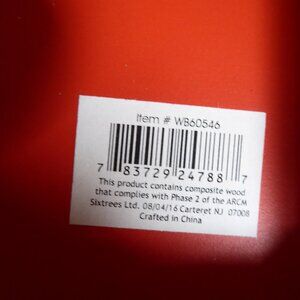 Item # WB60546
7 83729 24788 7
This product contains composite wood
that complies with Phase 2 of the ARCM
Sixtrees Ltd. 08/04/16 Carteret NJ 07008
Crafted in China